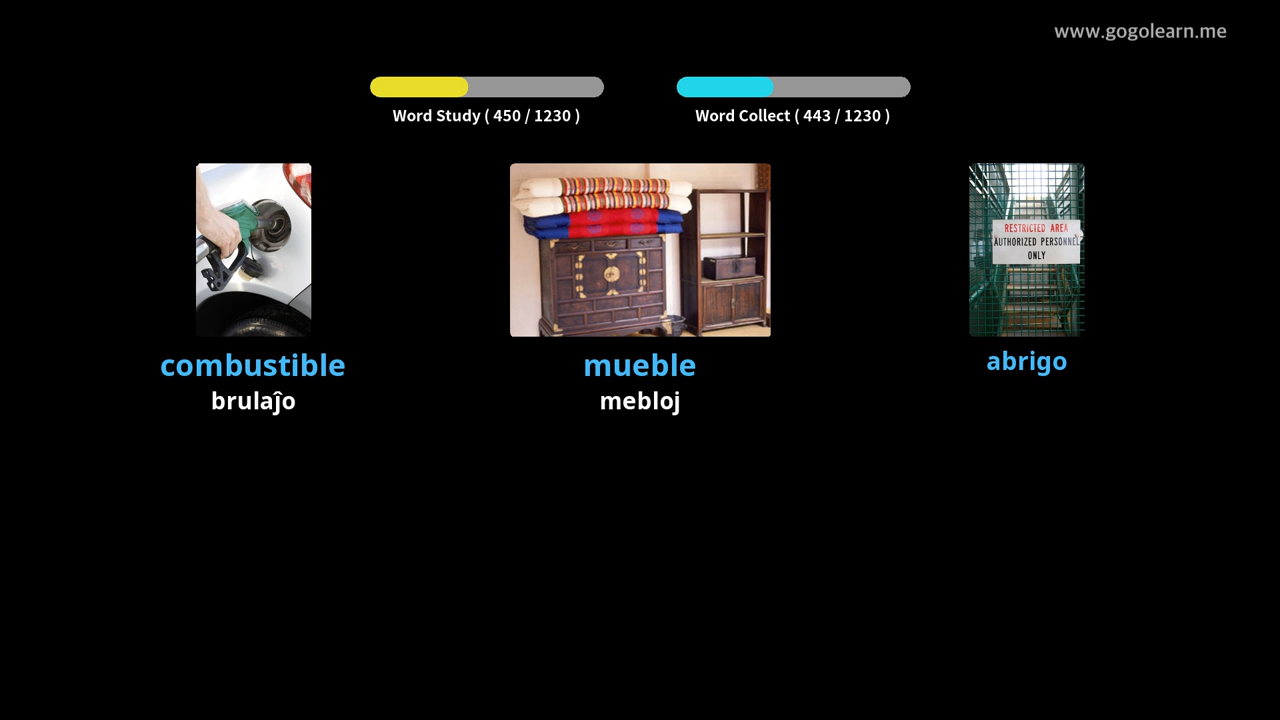 www.gogolearn.me
Word Study ( 450 / 1230 )
Word Collect ( 443 / 1230 )
RESTRICTED AREA
AUTHORIZED PERSONNEL
ONLY
combustible
mueble
abrigo
brulaĵo
mebloj